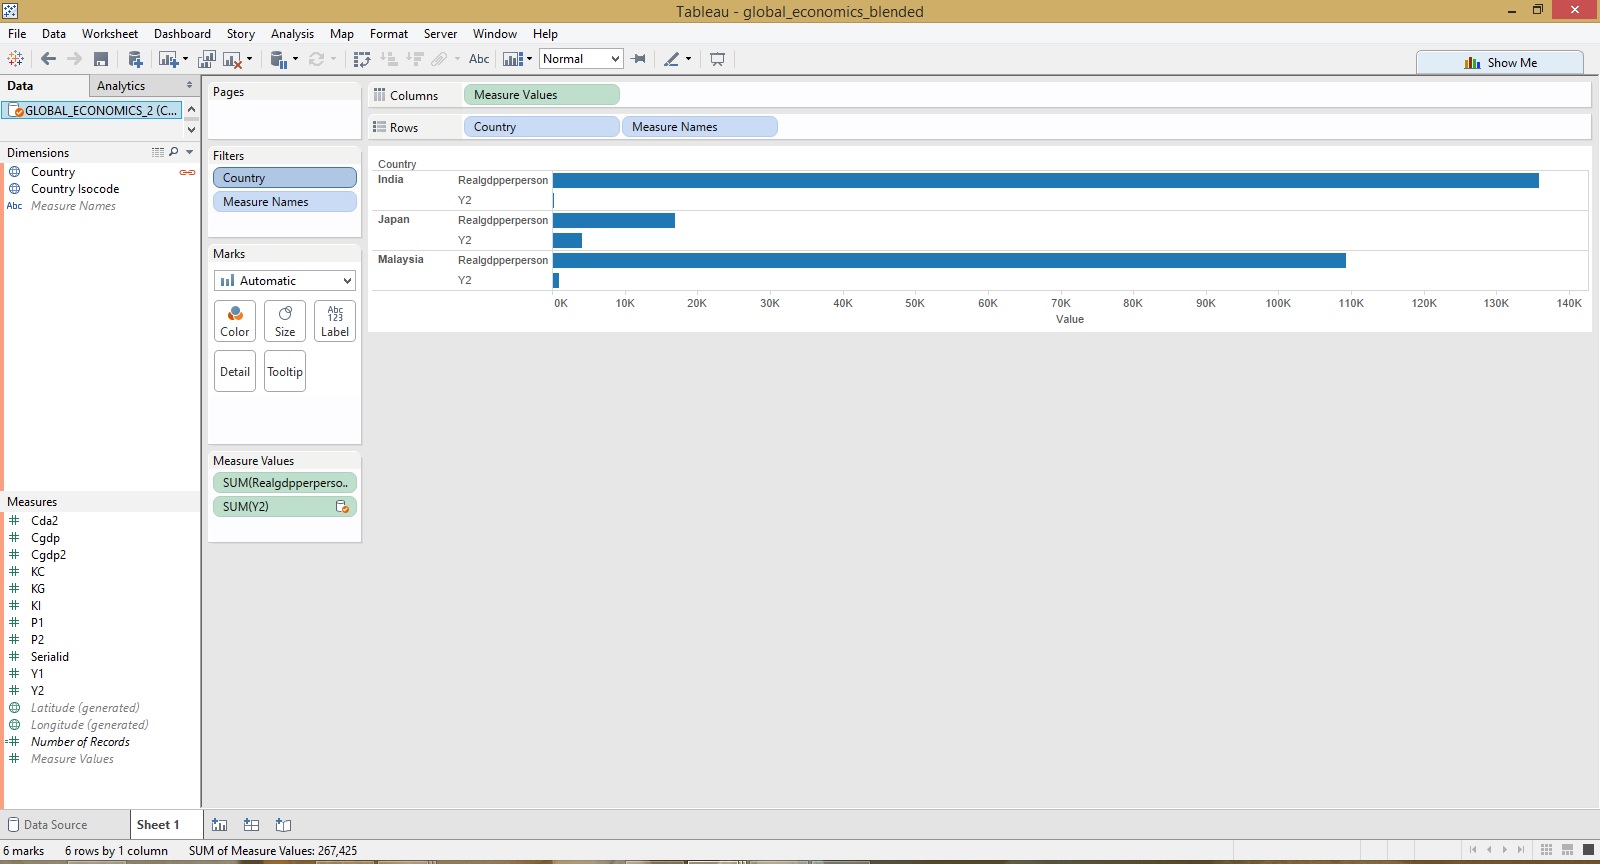 Tableau - global_economics_blended
File Data Worksheet Dashboard Story Analysis Map Format Server Window Help
Abc Normal Show Me
Data Analytics
GLOBAL_ECONOMICS_2 (C...
Dimensions
Country
Country Isocode
Abc Measure Names
Measures
Cda2
Cgdp
Cgdp2
KC
KG
KI
P1
P2
Serialid
Y1
Y2
Latitude (generated)
Longitude (generated)
Number of Records
Measure Values
Pages
Filters
Country
Measure Names
Marks
Automatic
Color Size Abc 123 Label
Detail Tooltip
Measure Values
SUM(Realgdpperperso..
SUM(Y2)
Columns Measure Values
Rows Country Measure Names
Country
India Realgdpperperson
Y2
Japan Realgdpperperson
Y2
Malaysia Realgdpperperson
Y2
0K 10K 20K 30K 40K 50K 60K 70K 80K 90K 100K 110K 120K 130K 140K
Value
Data Source Sheet 1
6 marks 6 rows by 1 column SUM of Measure Values: 267,425